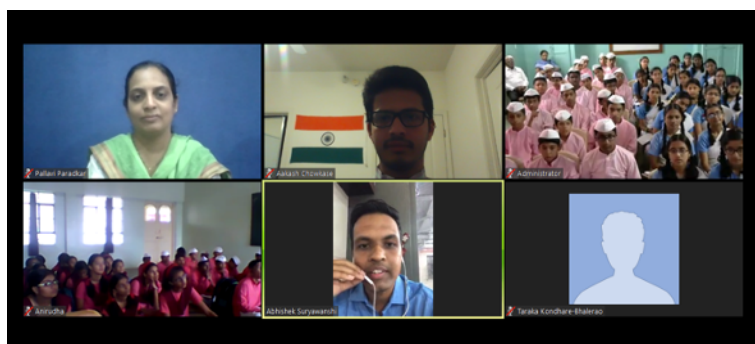 Pallavi Paradkar
Aakash Chowkase
Administrator
Anirudha
Abhishek Suryawanshi
Taraka Kondhare-Bhalerao